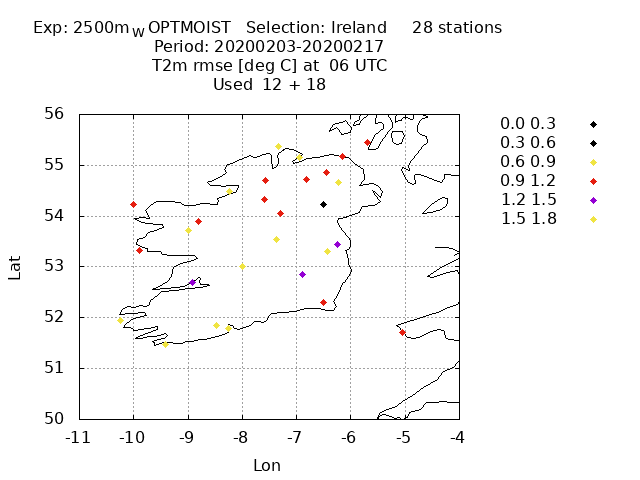 Exp: 2500m_W OPTMOIST Selection: Ireland 28 stations
Period: 20200203-20200217
T2m rmse [deg C] at 06 UTC
Used 12 + 18
0.0 0.3
0.3 0.6
0.6 0.9
0.9 1.2
1.2 1.5
1.5 1.8
56
55
54
53
52
51
50
Lat
-11 -10 -9 -8 -7 -6 -5 -4
Lon